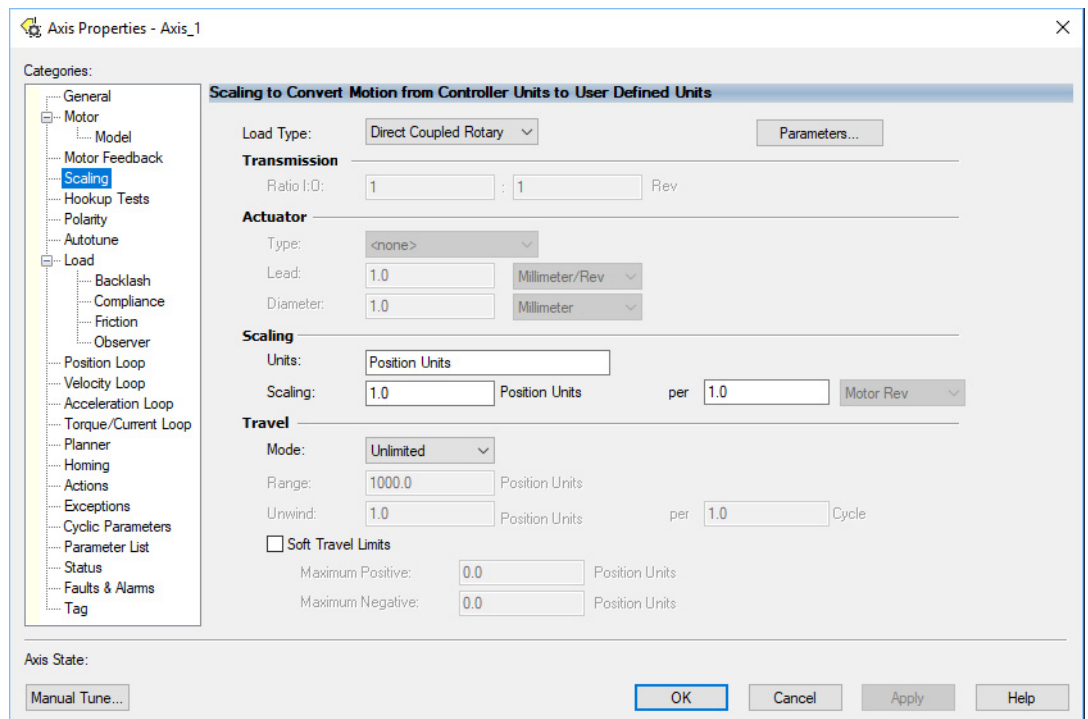 Axis Properties - Axis_1
Categories:
General
Motor
Model
Motor Feedback
Scaling
Hookup Tests
Polarity
Autotune
Load
Backlash
Compliance
Friction
Observer
Position Loop
Velocity Loop
Acceleration Loop
Torque/Current Loop
Planner
Homing
Actions
Exceptions
Cyclic Parameters
Parameter List
Status
Faults & Alarms
Tag
Scaling to Convert Motion from Controller Units to User Defined Units
Load Type: Direct Coupled Rotary Parameters...
Transmission
Ratio I:O: 1 : 1 Rev
Actuator
Type: <none>
Lead: 1.0 Millimeter/Rev
Diameter: 1.0 Millimeter
Scaling
Units: Position Units
Scaling: 1.0 Position Units per 1.0 Motor Rev
Travel
Mode: Unlimited
Range: 1000.0 Position Units
Unwind: 1.0 Position Units per 1.0 Cycle
Soft Travel Limits
Maximum Positive: 0.0 Position Units
Maximum Negative: 0.0 Position Units
Axis State:
Manual Tune... OK Cancel Apply Help